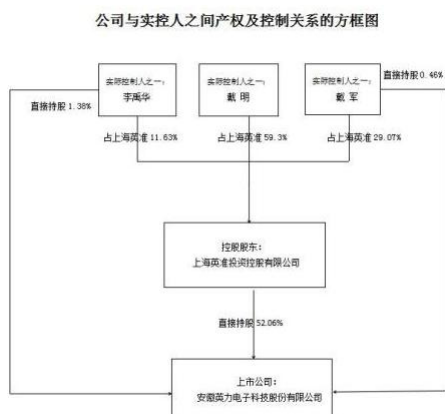 公司与实控人之间产权及控制关系的方框图
实际控制人之一：
李禹华
实际控制人之一：
戴 明
实际控制人之一：
戴 军
直接持股0.46%
直接持股 1.38%
占上海英准 11.63%
占上海英准 59.3%
占上海英准 29.07%
控股股东：
上海英准投资控股有限公司
直接持股 52.06%
上市公司：
安徽英力电子科技股份有限公司